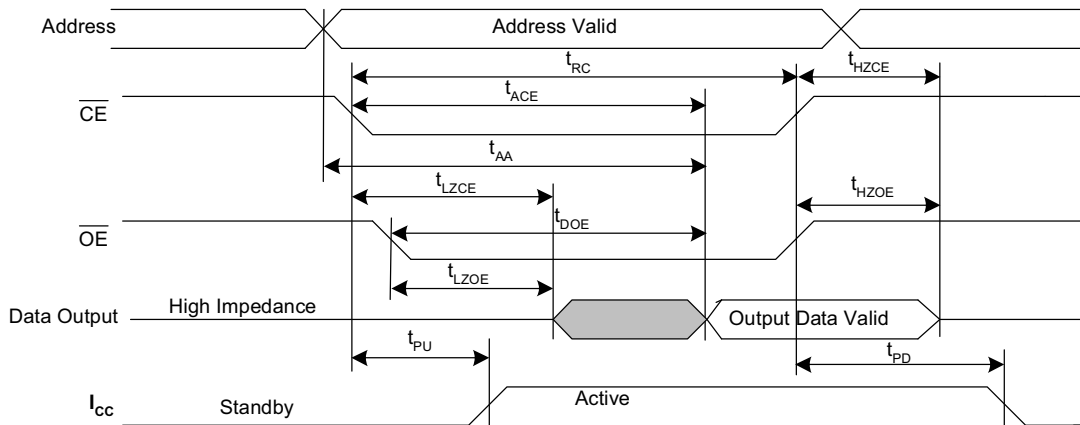 Address
Address Valid
tRC
tHZCE
CE
tACE
tAA
tLZCE
tHZOE
OE
tDOE
tLZOE
Data Output
High Impedance
Output Data Valid
tPU
tPD
ICC
Standby
Active